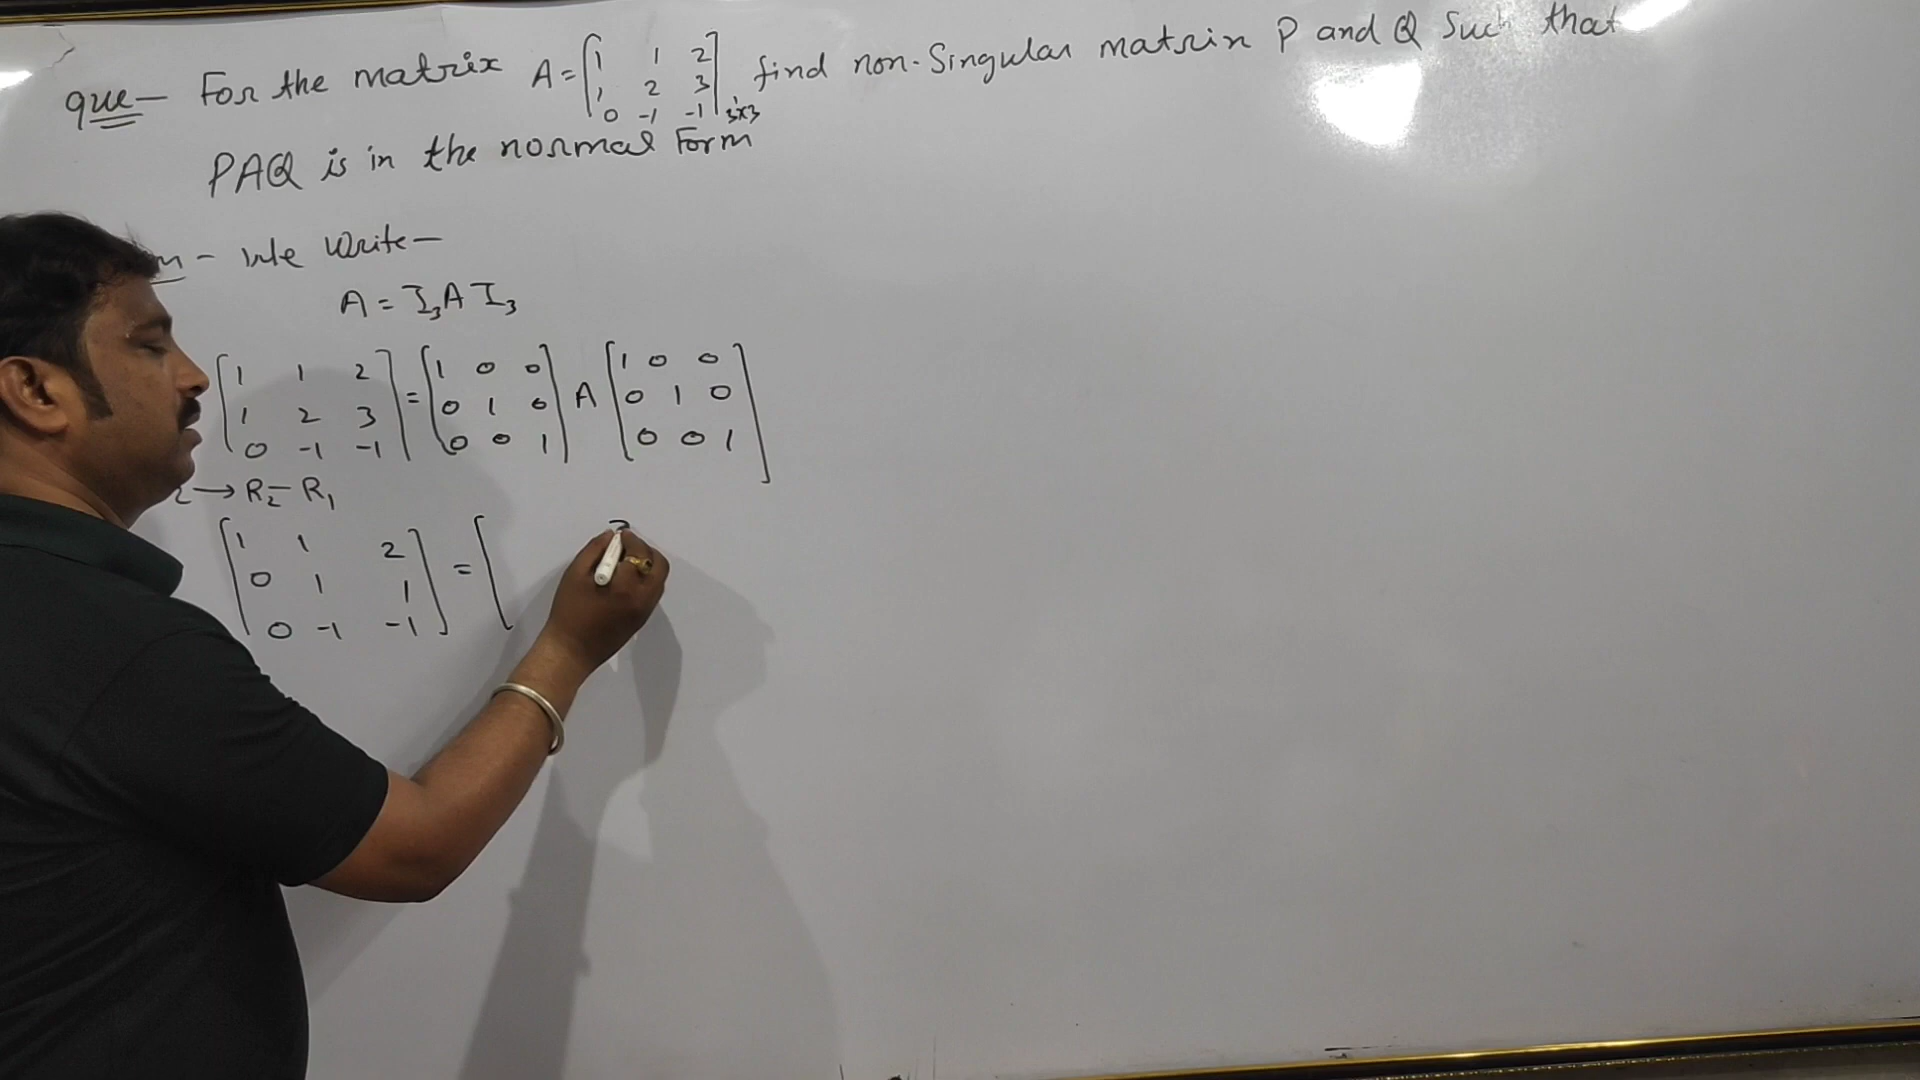 que- For the matrix A = [1 1 2
1 2 3
0 -1 -1]3x3, find non-Singular matrix P and Q Such that
PAQ is in the normal Form
- We Write-
A = I₃AI₃
[1 1 2] = [1 0 0] A [1 0 0]
[1 2 3] [0 1 0] [0 1 0]
[0 -1 -1] [0 0 1] [0 0 1]
2 → R₂ - R₁
[1 1 2] = [
[0 1 1]
[0 -1 -1]